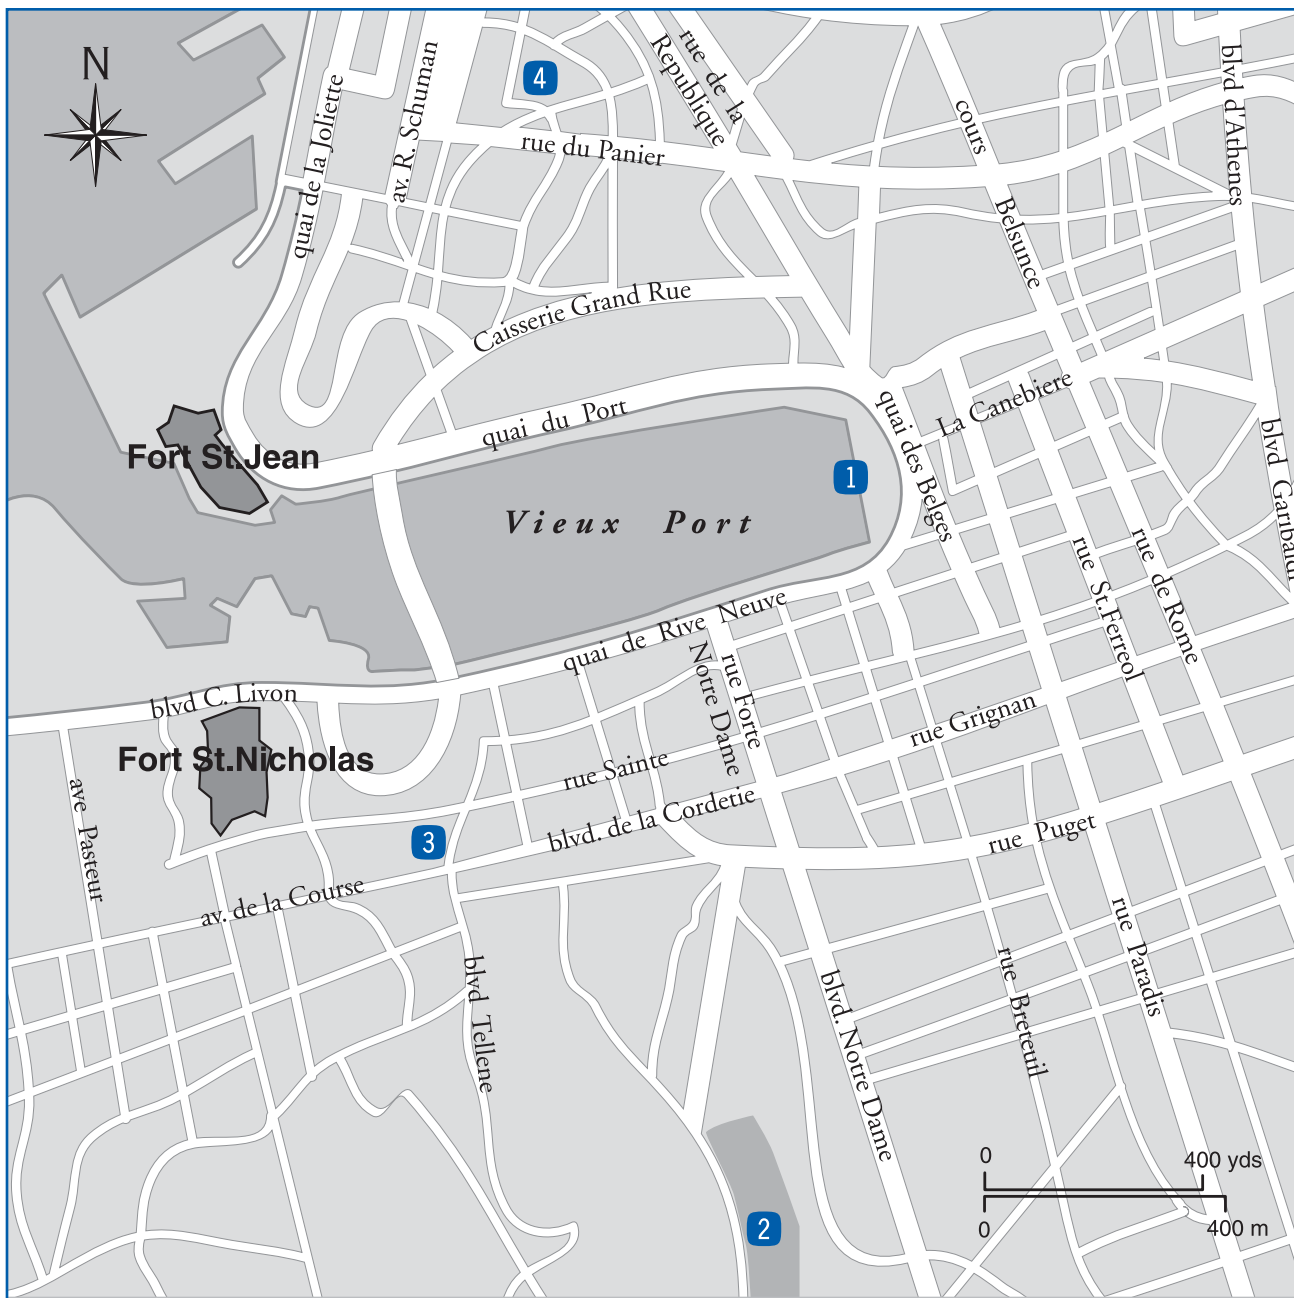 N
4
rue de la
Republique
quai de la Joliette
av. R. Schuman
rue du Panier
cours
Belsunce
blvd d'Athenes
Caisserie Grand Rue
quai du Port
quai des Belges
La Canebiere
Fort St.Jean
1
Vieux Port
blvd Garibaldi
rue St.Ferreol
rue de Rome
quai de Rive Neuve
rue Forte
Notre Dame
blvd C. Livon
Fort St.Nicholas
rue Grignan
rue Sainte
ave Pasteur
3
blvd. de la Cordetie
rue Puget
av. de la Course
rue Paradis
blvd Tellene
rue Breteuil
blvd. Notre Dame
2
0
400 yds
0
400 m